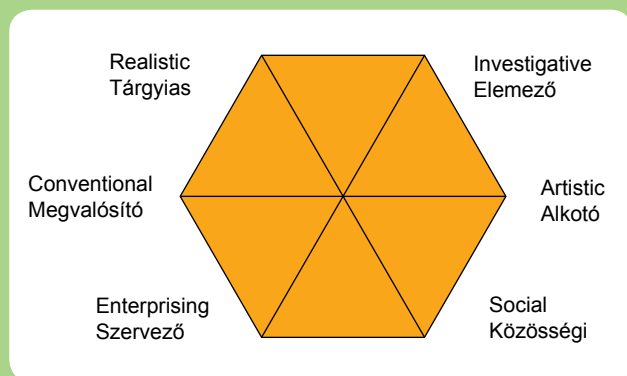 Realistic
Tárgyias
Investigative
Elemező
Conventional
Megvalósító
Artistic
Alkotó
Enterprising
Szervező
Social
Közösségi